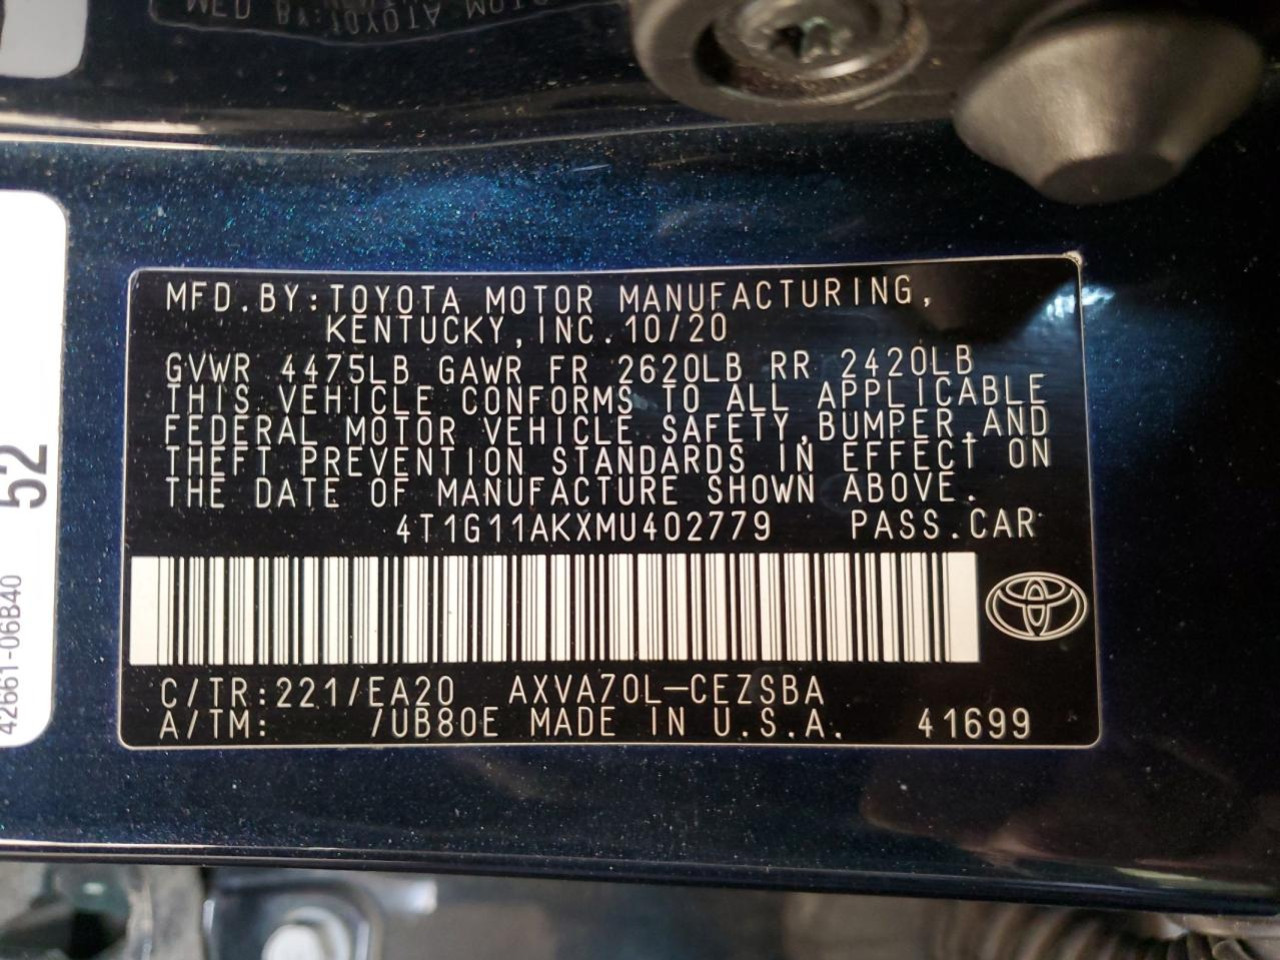 MFD.BY:TOYOTA MOTOR MANUFACTURING,
KENTUCKY,INC.10/20
GVWR 4475LB GAWR FR 2620LB RR 2420LB
THIS VEHICLE CONFORMS TO ALL APPLICABLE
FEDERAL MOTOR VEHICLE SAFETY,BUMPER,AND
THEFT PREVENTION STANDARDS IN EFFECT ON
THE DATE OF MANUFACTURE SHOWN ABOVE.
4T1G11AKXMU402779 PASS.CAR
C/TR:221/EA20 AXVA70L-CEZSBA
A/TM: /UB80E MADE IN U.S.A. 41699
52
42661-06B40